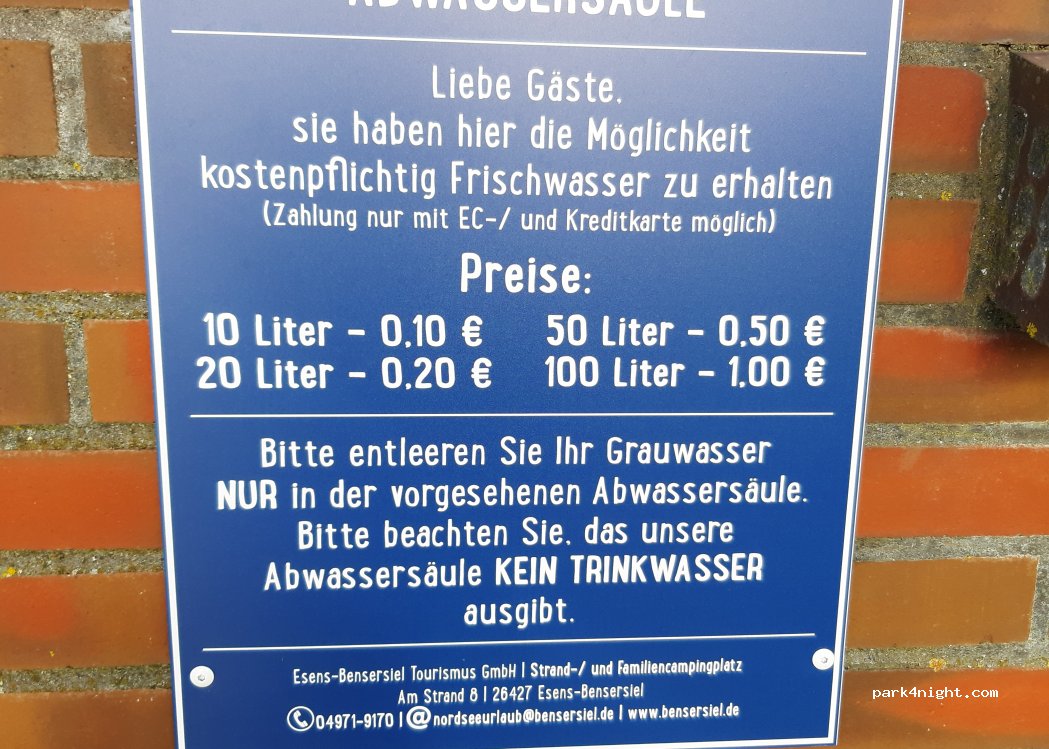 ABWASSERSÄULE
Liebe Gäste,
sie haben hier die Möglichkeit
kostenpflichtig Frischwasser zu erhalten
(Zahlung nur mit EC-/ und Kreditkarte möglich)
Preise:
10 Liter - 0,10 € 50 Liter - 0,50 €
20 Liter - 0,20 € 100 Liter - 1,00 €
Bitte entleeren Sie Ihr Grauwasser
NUR in der vorgesehenen Abwassersäule.
Bitte beachten Sie, das unsere
Abwassersäule KEIN TRINKWASSER
ausgibt.
Esens-Bensersiel Tourismus GmbH | Strand-/ und Familiencampingplatz
Am Strand 8 | 26427 Esens-Bensersiel
04971-9170 | @nordseeurlaub@bensersiel.de | www.bensersiel.de
park4night.com